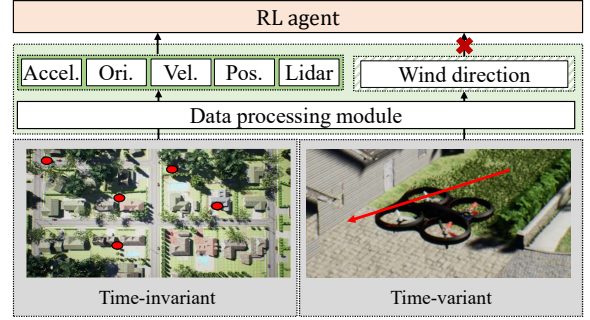 RL agent
Accel. Ori. Vel. Pos. Lidar Wind direction
Data processing module
Time-invariant Time-variant